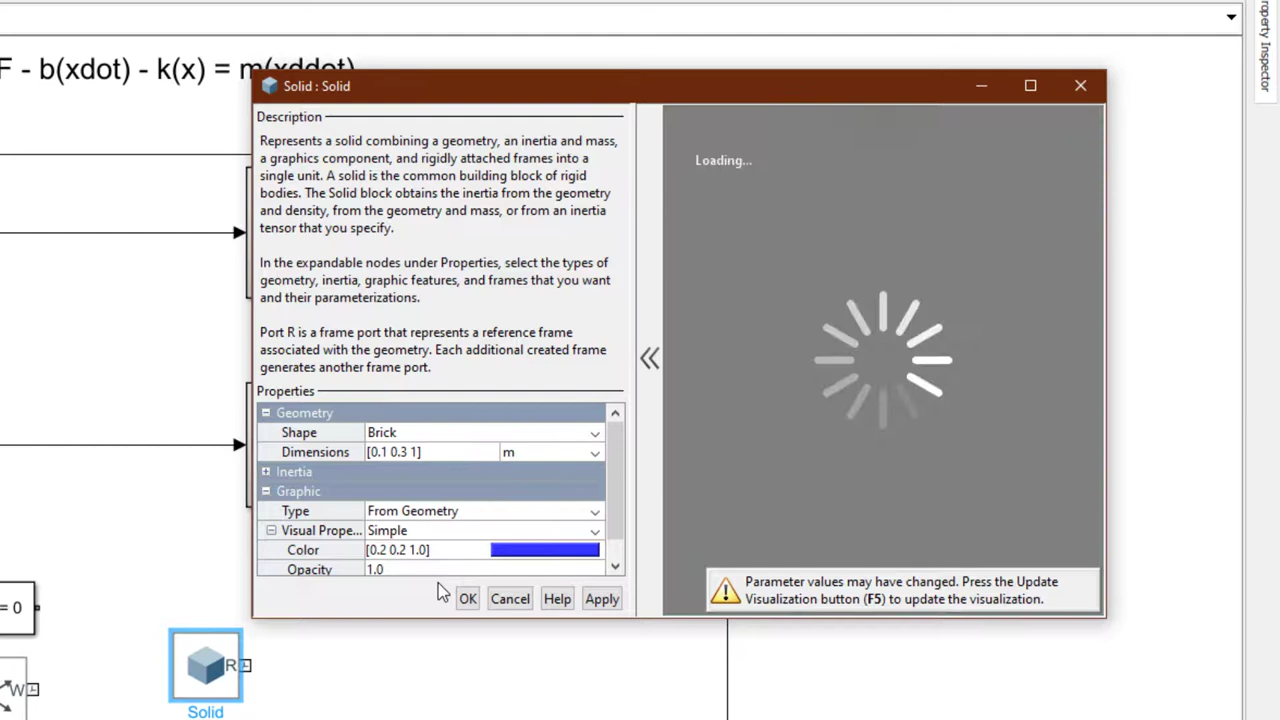 Property Inspector
F - b(xdot) - k(x) = m(xddot)
Solid : Solid
Description
Represents a solid combining a geometry, an inertia and mass,
a graphics component, and rigidly attached frames into a
single unit. A solid is the common building block of rigid
bodies. The Solid block obtains the inertia from the geometry
and density, from the geometry and mass, or from an inertia
tensor that you specify.
In the expandable nodes under Properties, select the types of
geometry, inertia, graphic features, and frames that you want
and their parameterizations.
Port R is a frame port that represents a reference frame
associated with the geometry. Each additional created frame
generates another frame port.
Properties
Geometry
Shape Brick
Dimensions [0.1 0.3 1] m
Inertia
Graphic
Type From Geometry
Visual Prope... Simple
Color [0.2 0.2 1.0]
Opacity 1.0
OK Cancel Help Apply
Loading...
Parameter values may have changed. Press the Update
Visualization button (F5) to update the visualization.
= 0
R
W
Solid